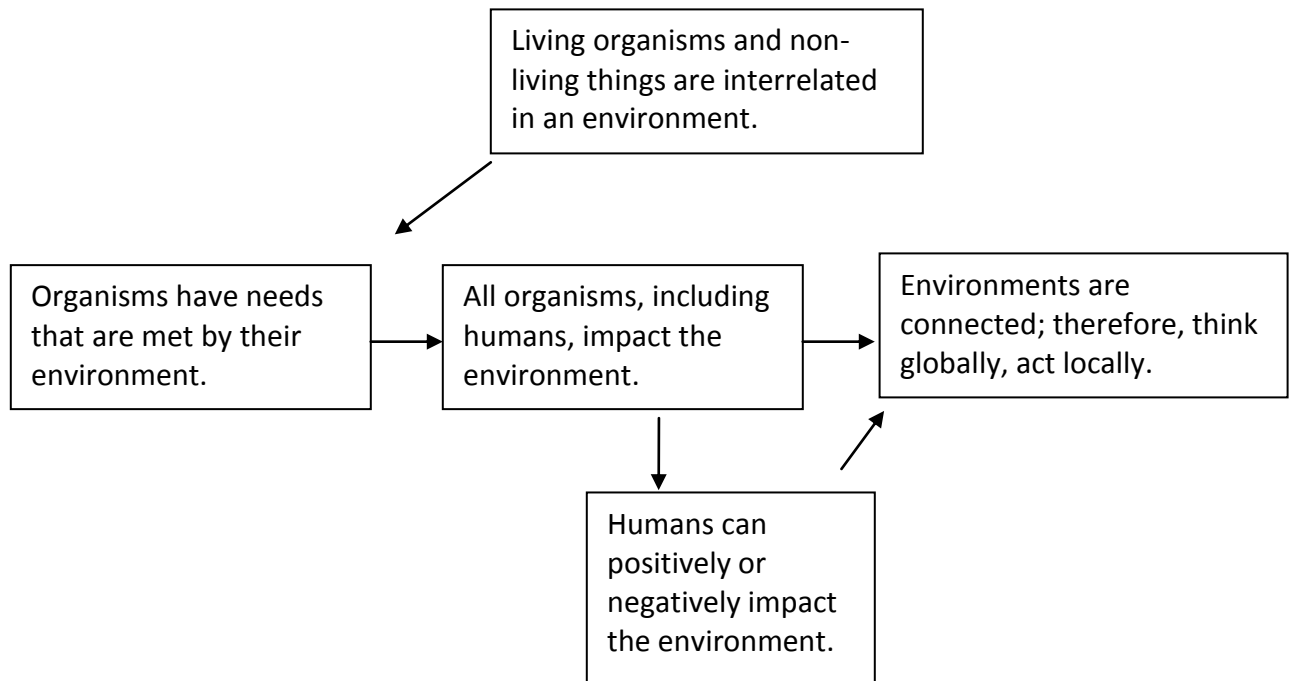 Living organisms and non-
living things are interrelated
in an environment.
Organisms have needs
that are met by their
environment.
All organisms, including
humans, impact the
environment.
Environments are
connected; therefore, think
globally, act locally.
Humans can
positively or
negatively impact
the environment.